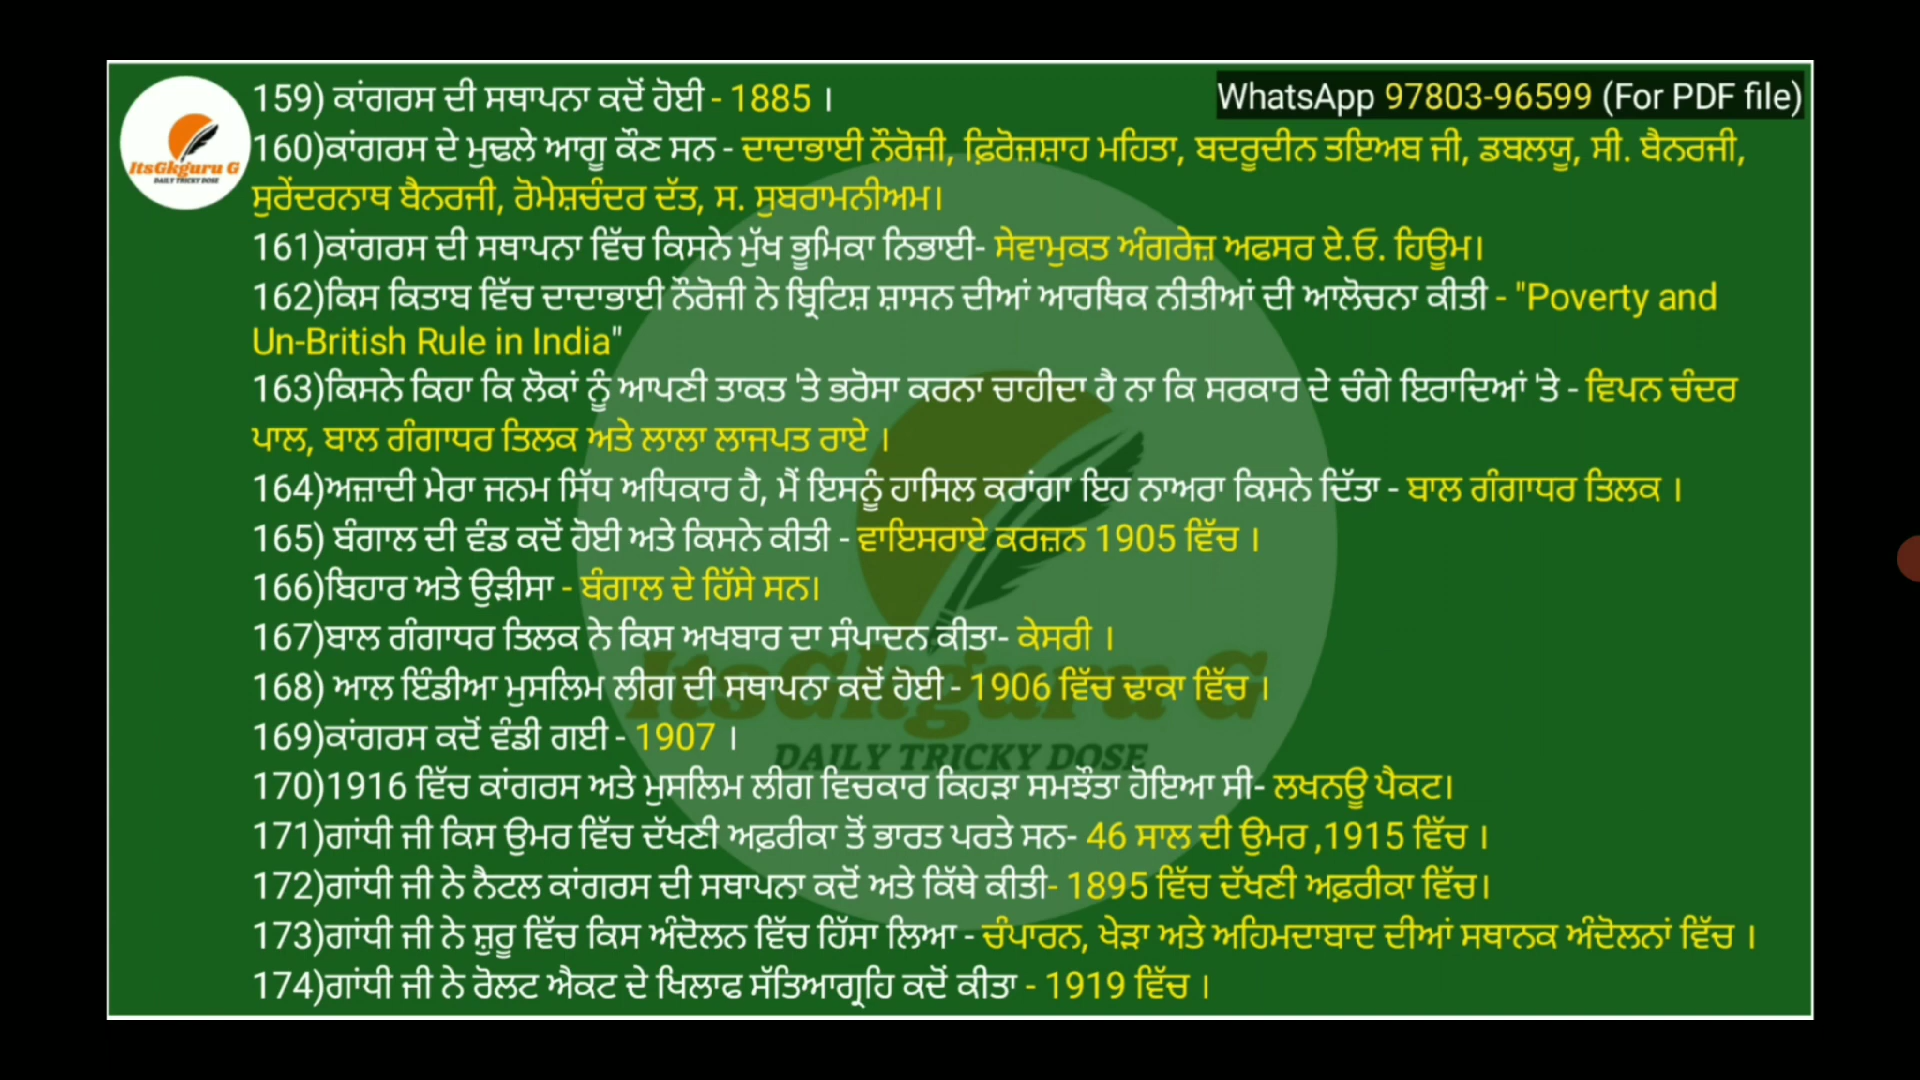 159) ਕਾਂਗਰਸ ਦੀ ਸਥਾਪਨਾ ਕਦੋਂ ਹੋਈ - 1885 ।
WhatsApp 97803-96599 (For PDF file)
160)ਕਾਂਗਰਸ ਦੇ ਮੁਢਲੇ ਆਗੂ ਕੌਣ ਸਨ - ਦਾਦਾਭਾਈ ਨੌਰੋਜੀ, ਫ਼ਿਰੋਜ਼ਸ਼ਾਹ ਮਹਿਤਾ, ਬਦਰੂਦੀਨ ਤਇਅਬ ਜੀ, ਡਬਲਯੂ, ਸੀ. ਬੈਨਰਜੀ,
ਸੁਰੇਂਦਰਨਾਥ ਬੈਨਰਜੀ, ਰੋਮੇਸ਼ਚੰਦਰ ਦੱਤ, ਸ. ਸੁਬਰਾਮਨੀਅਮ।
161)ਕਾਂਗਰਸ ਦੀ ਸਥਾਪਨਾ ਵਿੱਚ ਕਿਸਨੇ ਮੁੱਖ ਭੂਮਿਕਾ ਨਿਭਾਈ- ਸੇਵਾਮੁਕਤ ਅੰਗਰੇਜ਼ ਅਫਸਰ ਏ.ਓ. ਹਿਊਮ।
162)ਕਿਸ ਕਿਤਾਬ ਵਿੱਚ ਦਾਦਾਭਾਈ ਨੌਰੋਜੀ ਨੇ ਬ੍ਰਿਟਿਸ਼ ਸ਼ਾਸਨ ਦੀਆਂ ਆਰਥਿਕ ਨੀਤੀਆਂ ਦੀ ਆਲੋਚਨਾ ਕੀਤੀ - "Poverty and
Un-British Rule in India"
163)ਕਿਸਨੇ ਕਿਹਾ ਕਿ ਲੋਕਾਂ ਨੂੰ ਆਪਣੀ ਤਾਕਤ 'ਤੇ ਭਰੋਸਾ ਕਰਨਾ ਚਾਹੀਦਾ ਹੈ ਨਾ ਕਿ ਸਰਕਾਰ ਦੇ ਚੰਗੇ ਇਰਾਦਿਆਂ 'ਤੇ - ਵਿਪਨ ਚੰਦਰ
ਪਾਲ, ਬਾਲ ਗੰਗਾਧਰ ਤਿਲਕ ਅਤੇ ਲਾਲਾ ਲਾਜਪਤ ਰਾਏ ।
164)ਅਜ਼ਾਦੀ ਮੇਰਾ ਜਨਮ ਸਿੱਧ ਅਧਿਕਾਰ ਹੈ, ਮੈਂ ਇਸਨੂੰ ਹਾਸਿਲ ਕਰਾਂਗਾ ਇਹ ਨਾਅਰਾ ਕਿਸਨੇ ਦਿੱਤਾ - ਬਾਲ ਗੰਗਾਧਰ ਤਿਲਕ ।
165) ਬੰਗਾਲ ਦੀ ਵੰਡ ਕਦੋਂ ਹੋਈ ਅਤੇ ਕਿਸਨੇ ਕੀਤੀ - ਵਾਇਸਰਾਏ ਕਰਜ਼ਨ 1905 ਵਿੱਚ ।
166)ਬਿਹਾਰ ਅਤੇ ਉੜੀਸਾ - ਬੰਗਾਲ ਦੇ ਹਿੱਸੇ ਸਨ।
167)ਬਾਲ ਗੰਗਾਧਰ ਤਿਲਕ ਨੇ ਕਿਸ ਅਖਬਾਰ ਦਾ ਸੰਪਾਦਨ ਕੀਤਾ- ਕੇਸਰੀ ।
168) ਆਲ ਇੰਡੀਆ ਮੁਸਲਿਮ ਲੀਗ ਦੀ ਸਥਾਪਨਾ ਕਦੋਂ ਹੋਈ - 1906 ਵਿੱਚ ਢਾਕਾ ਵਿੱਚ ।
169)ਕਾਂਗਰਸ ਕਦੋਂ ਵੰਡੀ ਗਈ - 1907 ।
170)1916 ਵਿੱਚ ਕਾਂਗਰਸ ਅਤੇ ਮੁਸਲਿਮ ਲੀਗ ਵਿਚਕਾਰ ਕਿਹੜਾ ਸਮਝੌਤਾ ਹੋਇਆ ਸੀ- ਲਖਨਊ ਪੈਕਟ।
171)ਗਾਂਧੀ ਜੀ ਕਿਸ ਉਮਰ ਵਿੱਚ ਦੱਖਣੀ ਅਫ਼ਰੀਕਾ ਤੋਂ ਭਾਰਤ ਪਰਤੇ ਸਨ- 46 ਸਾਲ ਦੀ ਉਮਰ ,1915 ਵਿੱਚ ।
172)ਗਾਂਧੀ ਜੀ ਨੇ ਨੈਟਲ ਕਾਂਗਰਸ ਦੀ ਸਥਾਪਨਾ ਕਦੋਂ ਅਤੇ ਕਿੱਥੇ ਕੀਤੀ- 1895 ਵਿੱਚ ਦੱਖਣੀ ਅਫ਼ਰੀਕਾ ਵਿੱਚ।
173)ਗਾਂਧੀ ਜੀ ਨੇ ਸ਼ੁਰੂ ਵਿੱਚ ਕਿਸ ਅੰਦੋਲਨ ਵਿੱਚ ਹਿੱਸਾ ਲਿਆ - ਚੰਪਾਰਨ, ਖੇੜਾ ਅਤੇ ਅਹਿਮਦਾਬਾਦ ਦੀਆਂ ਸਥਾਨਕ ਅੰਦੋਲਨਾਂ ਵਿੱਚ ।
174)ਗਾਂਧੀ ਜੀ ਨੇ ਰੋਲਟ ਐਕਟ ਦੇ ਖਿਲਾਫ ਸੱਤਿਆਗ੍ਰਹਿ ਕਦੋਂ ਕੀਤਾ - 1919 ਵਿੱਚ ।
ItsGkguru G
DAILY TRICKY DOSE
ItsGkguru G
DAILY TRICKY DOSE